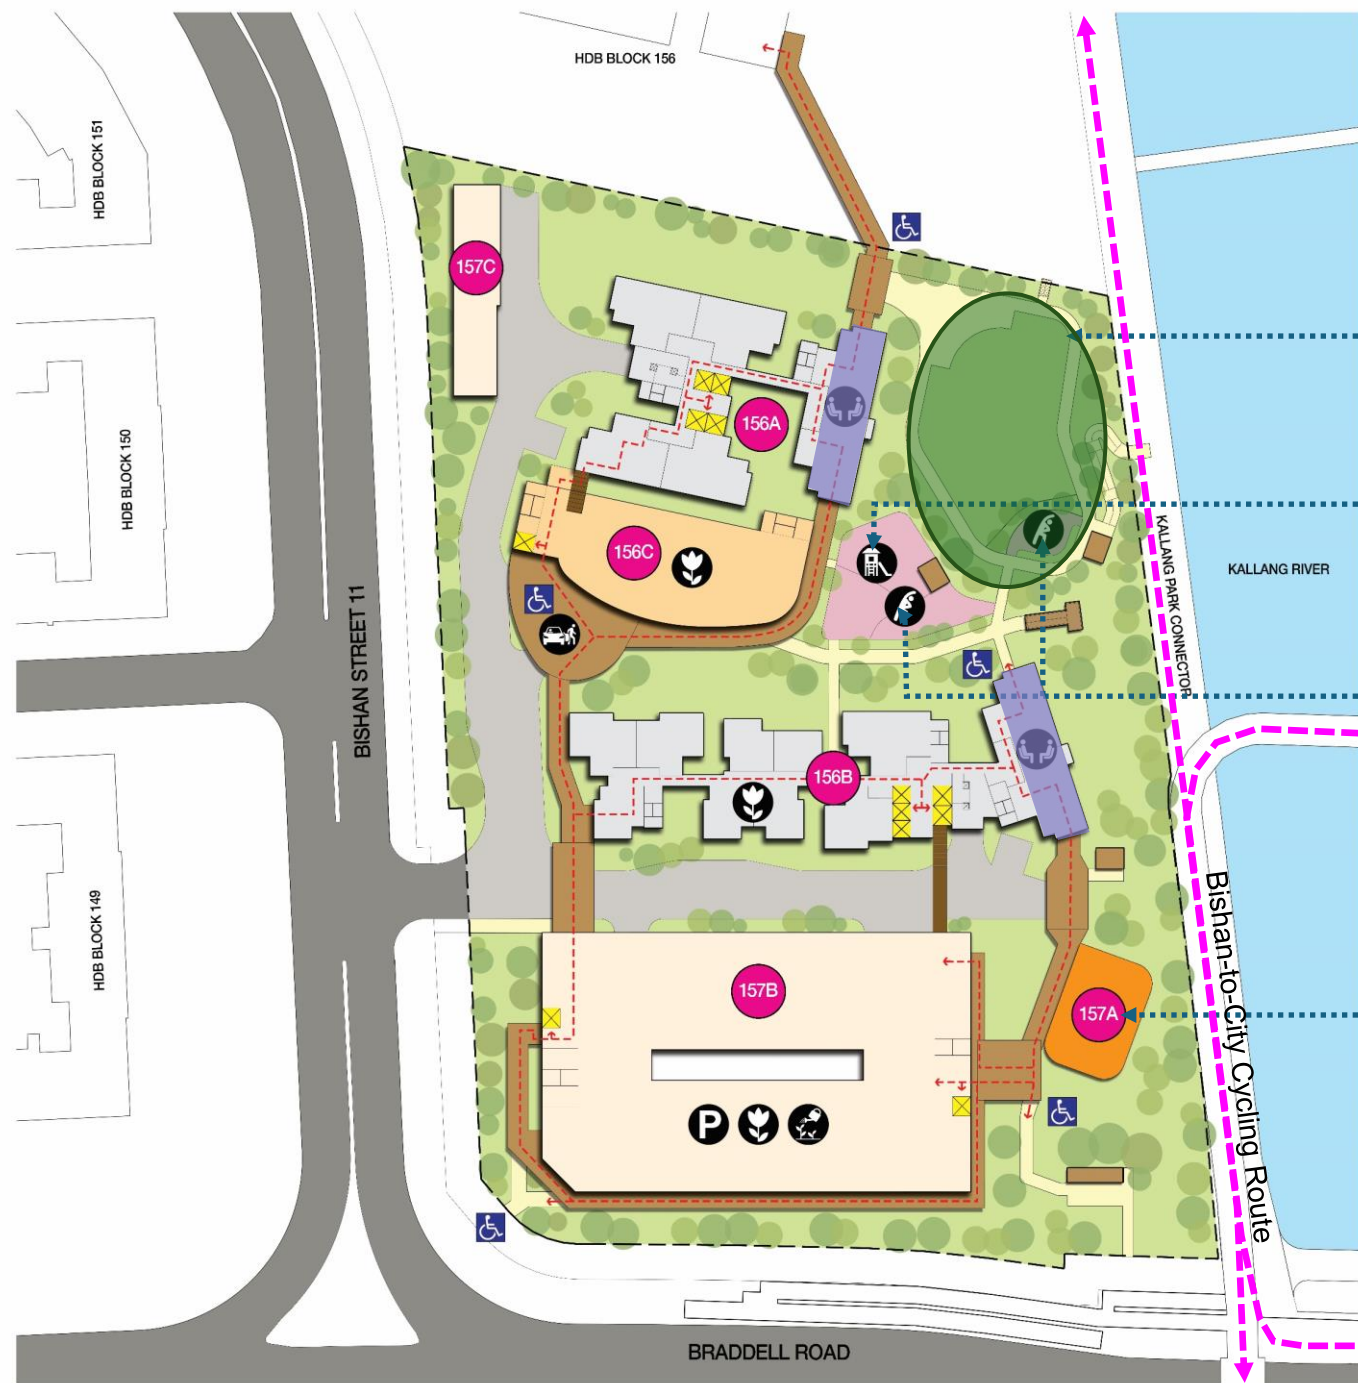 HDB BLOCK 156
HDB BLOCK 151
157C
156A
HDB BLOCK 150
156C
KALLANG PARK CONNECTOR
KALLANG RIVER
BISHAN STREET 11
156B
HDB BLOCK 149
157B
157A
Bishan-to-City Cycling Route
P
BRADDELL ROAD